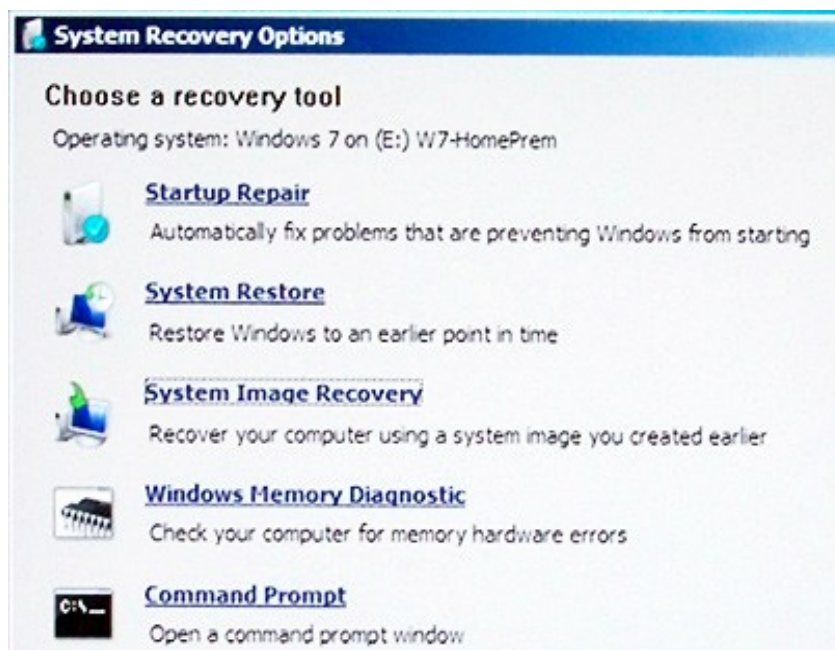 System Recovery Options
Choose a recovery tool
Operating system: Windows 7 on (E:) W7-HomePrem
Startup Repair
Automatically fix problems that are preventing Windows from starting
System Restore
Restore Windows to an earlier point in time
System Image Recovery
Recover your computer using a system image you created earlier
Windows Memory Diagnostic
Check your computer for memory hardware errors
C:\_
Command Prompt
Open a command prompt window